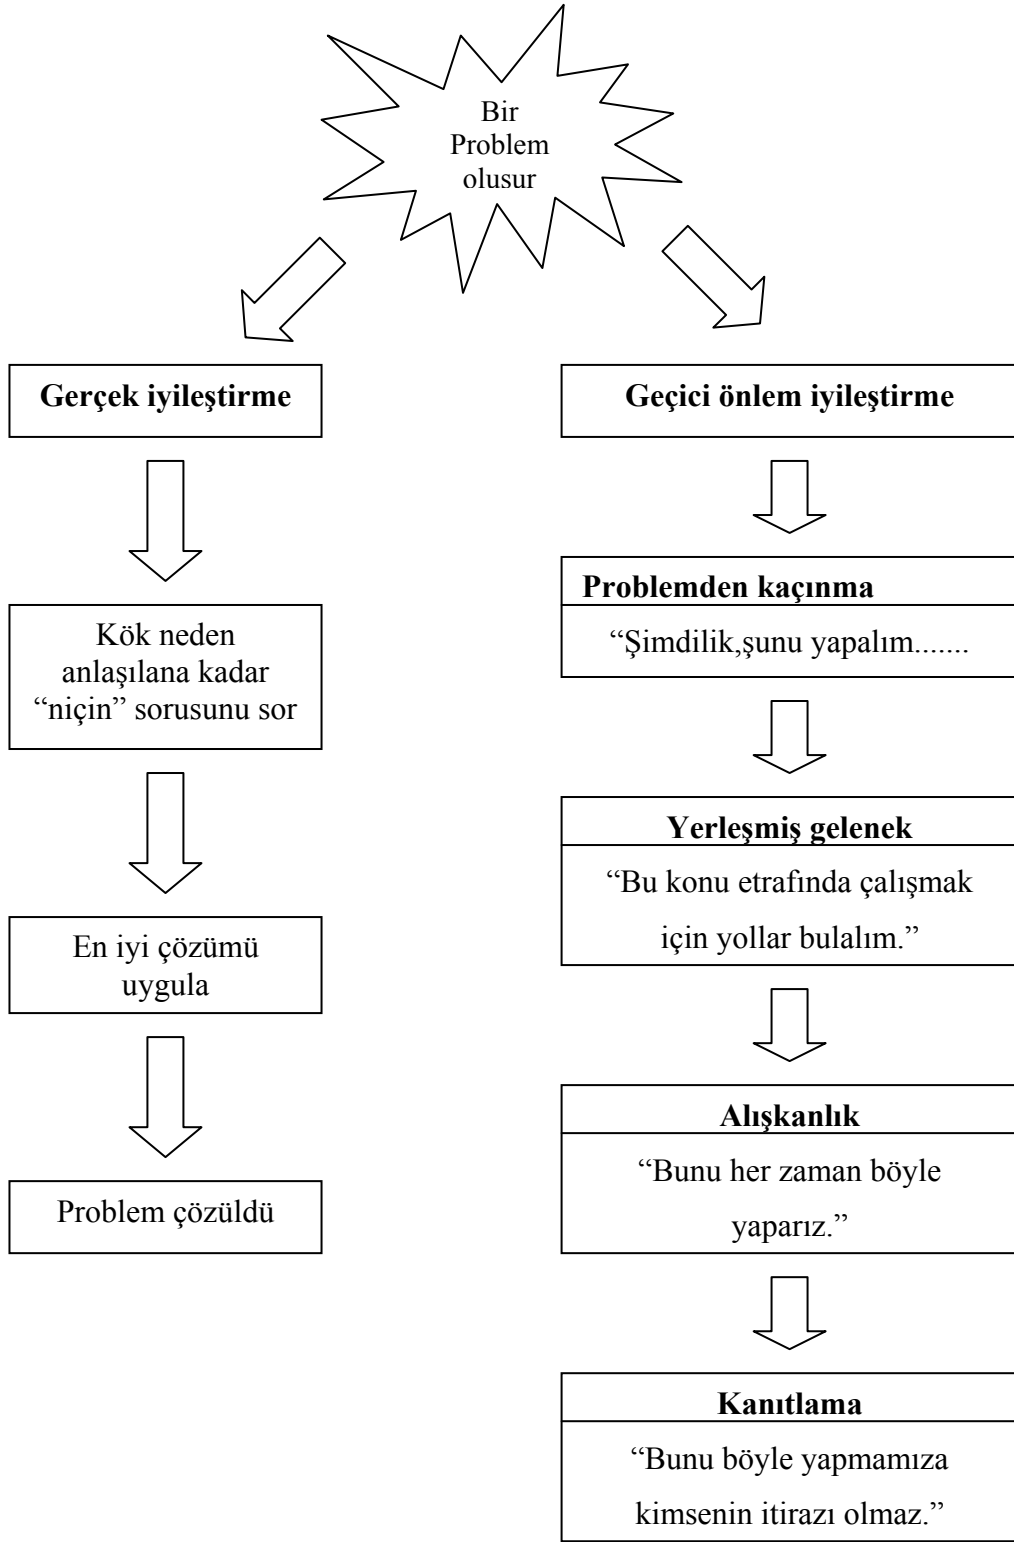 Bir
Problem
olusur
Gerçek iyileştirme
Kök neden
anlaşılana kadar
“niçin” sorusunu sor
En iyi çözümü
uygula
Problem çözüldü
Geçici önlem iyileştirme
Problemden kaçınma
“Şimdilik,şunu yapalım.......
Yerleşmiş gelenek
“Bu konu etrafında çalışmak
için yollar bulalım.”
Alışkanlık
“Bunu her zaman böyle
yaparız.”
Kanıtlama
“Bunu böyle yapmamıza
kimsenin itirazı olmaz.”